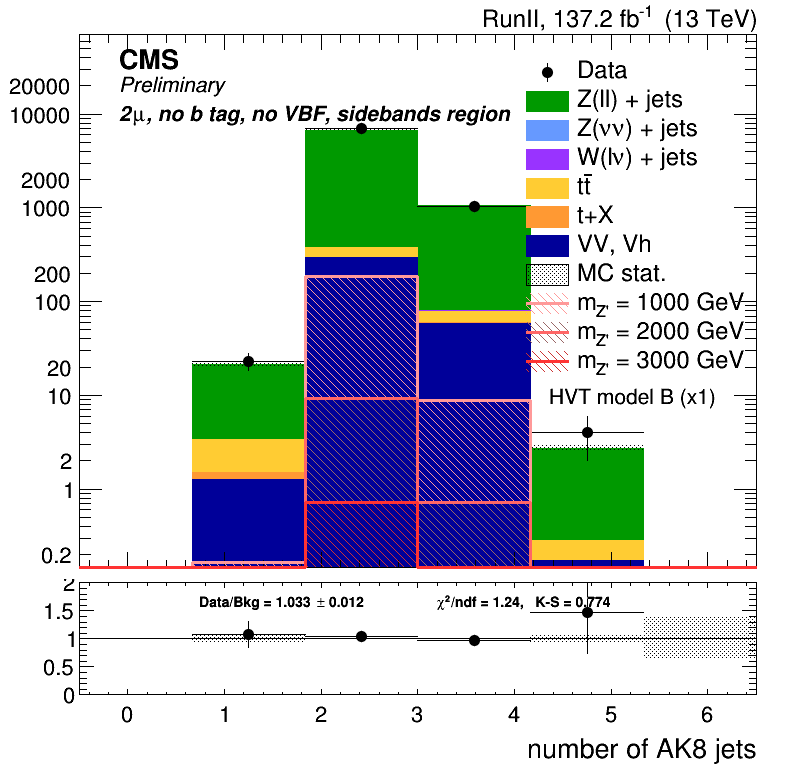 RunII, 137.2 fb⁻¹ (13 TeV)
CMS
Preliminary
2μ, no b tag, no VBF, sidebands region
Data
Z(ll) + jets
Z(νν) + jets
W(lν) + jets
tt̄
t+X
VV, Vh
MC stat.
m_Z' = 1000 GeV
m_Z' = 2000 GeV
m_Z' = 3000 GeV
HVT model B (x1)
20000
10000
2000
1000
200
100
20
10
2
1
0.2
Data/Bkg = 1.033 ± 0.012 χ²/ndf = 1.24, K-S = 0.774
2
1.5
1
0.5
0
0 1 2 3 4 5 6
number of AK8 jets